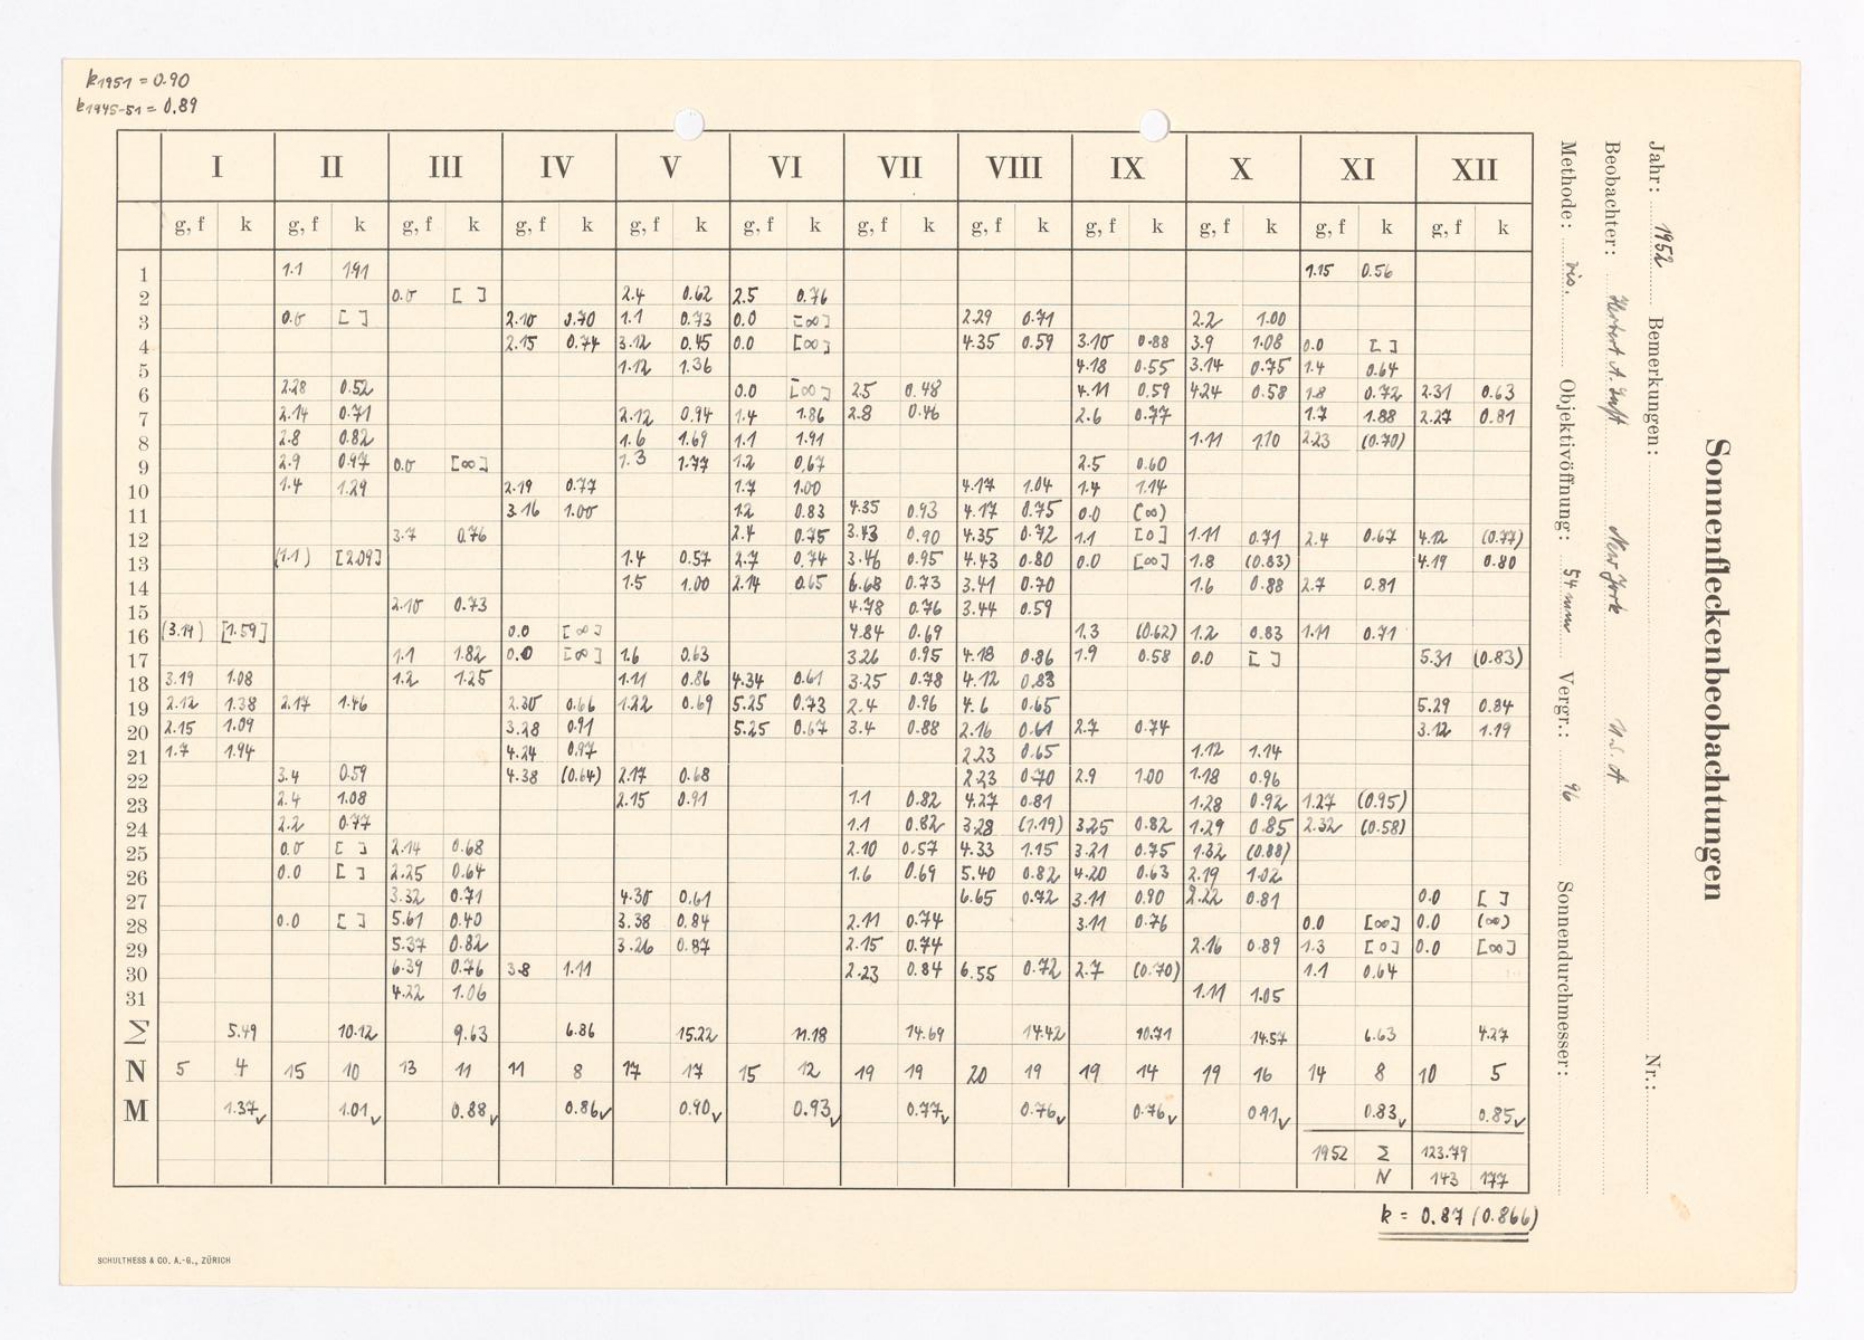 k1951 = 0.90
k1945-51 = 0.89
I II III IV V VI VII VIII IX X XI XII
g, f k g, f k g, f k g, f k g, f k g, f k g, f k g, f k g, f k g, f k g, f k g, f k
1 1.1 1.91 1.15 0.56
2 0.0 [ ] 2.4 0.62 2.5 0.76
3 0.0 [ ] 2.10 0.70 1.1 0.73 0.0 [∞] 2.29 0.71 2.2 1.00
4 2.15 0.74 3.12 0.45 0.0 [∞] 4.35 0.59 3.10 0.88 3.9 1.08 0.0 [ ]
5 1.12 1.36 4.18 0.55 3.14 0.75 1.4 0.64
6 2.28 0.52 0.0 [∞] 2.5 0.48 4.11 0.59 4.24 0.58 1.8 0.72 2.31 0.63
7 2.14 0.71 2.12 0.94 1.4 1.86 2.8 0.46 2.6 0.77 1.7 1.88 2.27 0.81
8 2.8 0.82 1.6 1.69 1.1 1.91 1.11 1.10 2.23 (0.70)
9 2.9 0.97 0.0 [∞] 1.3 1.77 1.2 0.67 2.5 0.60
10 1.4 1.29 2.19 0.77 1.7 1.00 4.17 1.04 1.4 1.14
11 3.16 1.00 1.2 0.83 4.35 0.93 4.17 0.75 0.0 (∞)
12 3.7 0.76 2.4 0.75 3.43 0.90 4.35 0.72 1.1 [0] 1.11 0.71 2.4 0.67 4.12 (0.77)
13 (1.1) [2.09] 1.4 0.57 2.7 0.74 3.46 0.95 4.43 0.80 0.0 [∞] 1.8 (0.83) 4.19 0.80
14 1.5 1.00 2.14 0.65 6.68 0.73 3.41 0.70 1.6 0.88 2.7 0.81
15 2.10 0.73 4.78 0.76 3.44 0.59
16 (3.19) [1.59] 0.0 [∞] 4.84 0.69 1.3 (0.62) 1.2 0.83 1.11 0.71
17 1.1 1.82 0.0 [∞] 1.6 0.63 3.26 0.95 4.18 0.86 1.9 0.58 0.0 [ ] 5.31 (0.83)
18 3.19 1.08 1.2 1.25 1.11 0.86 4.34 0.61 3.25 0.78 4.12 0.83
19 2.12 1.38 2.17 1.46 2.30 0.66 1.22 0.69 5.25 0.73 2.4 0.96 4.6 0.65 5.29 0.84
20 2.15 1.09 3.28 0.91 5.25 0.67 3.4 0.88 2.16 0.61 2.7 0.74 3.12 1.19
21 1.7 1.94 4.24 0.97 2.23 0.65 1.12 1.14
22 3.4 0.59 4.38 (0.64) 2.17 0.68 2.23 0.70 2.9 1.00 1.18 0.96
23 2.4 1.08 2.15 0.91 1.1 0.82 4.27 0.81 1.28 0.92 1.27 (0.95)
24 2.2 0.77 1.1 0.82 3.28 (1.19) 3.25 0.82 1.29 0.85 2.32 (0.58)
25 0.0 [ ] 2.14 0.68 2.10 0.57 4.33 1.15 3.21 0.75 1.32 (0.88)
26 0.0 [ ] 2.25 0.64 1.6 0.69 5.40 0.82 4.20 0.63 2.19 1.02
27 3.32 0.71 4.30 0.61 6.65 0.72 3.11 0.90 2.22 0.81 0.0 [ ]
28 0.0 [ ] 5.61 0.40 3.38 0.84 2.11 0.74 3.11 0.76 0.0 [∞] 0.0 (∞)
29 5.37 0.82 3.26 0.87 2.15 0.74 2.16 0.89 1.3 [0] 0.0 [∞]
30 6.39 0.76 3.8 1.11 2.23 0.84 6.55 0.72 2.7 (0.70) 1.1 0.64
31 4.22 1.06 1.11 1.05
Σ 5.49 10.12 9.63 6.86 15.22 11.18 14.69 14.42 10.71 14.57 6.63 4.27
N 5 4 15 10 13 11 11 8 17 17 15 12 19 19 20 19 19 14 19 16 14 8 10 5
M 1.37✓ 1.01✓ 0.88✓ 0.86✓ 0.90✓ 0.93✓ 0.77✓ 0.76✓ 0.76✓ 0.91✓ 0.83✓ 0.85✓
1952 Σ 123.79
N 143 177
k = 0.87 (0.866)
SCHULTHESS & CO. A.-G., ZÜRICH
Sonnenfleckenbeobachtungen
Jahr: 1952 Bemerkungen: Nr.:
Beobachter: Herbert A. Luft New York U.S.A
Methode: vis. Objektivöffnung: 54 mm Vergr.: 96 Sonnendurchmesser: